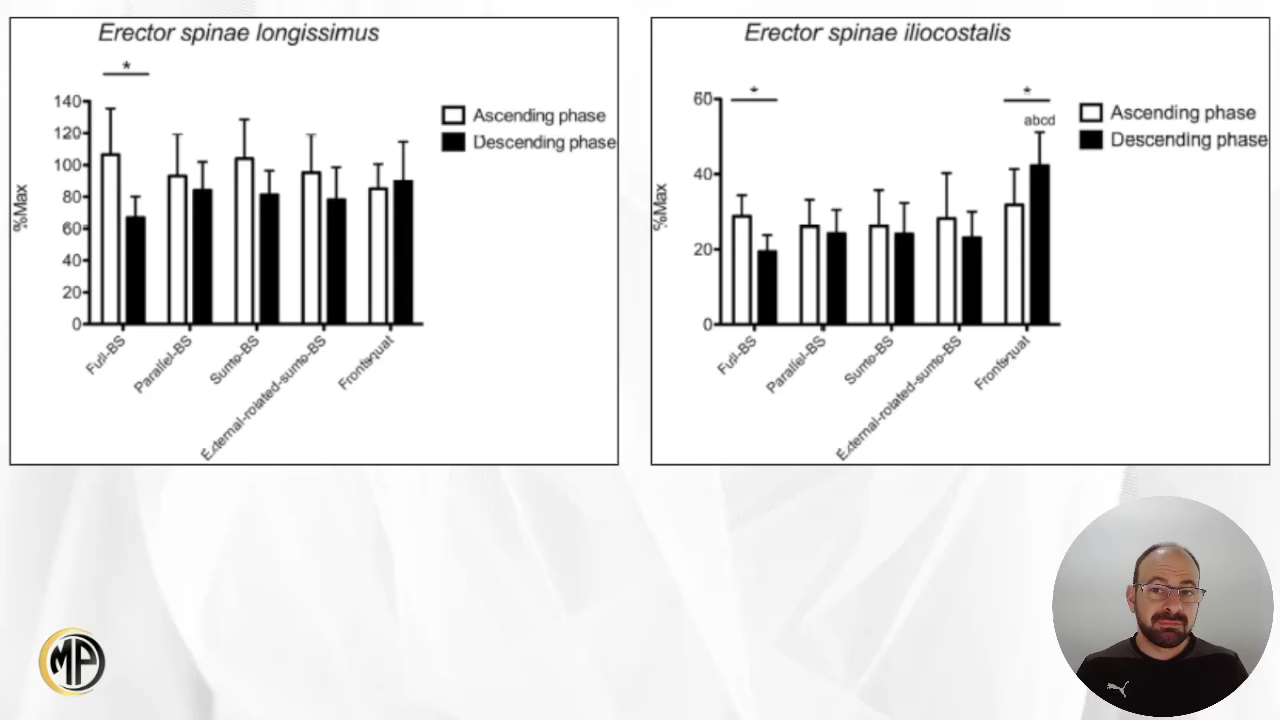 Erector spinae longissimus
*
140
120
100
80
60
40
20
0
%Max
Ascending phase
Descending phase
Full-BS
Parallel-BS
Sumo-BS
External-rotated-sumo-BS
Frontsquat
Erector spinae iliocostalis
*
*
abcd
60
40
20
0
%Max
Ascending phase
Descending phase
Full-BS
Parallel-BS
Sumo-BS
External-rotated-sumo-BS
Frontsquat
MP